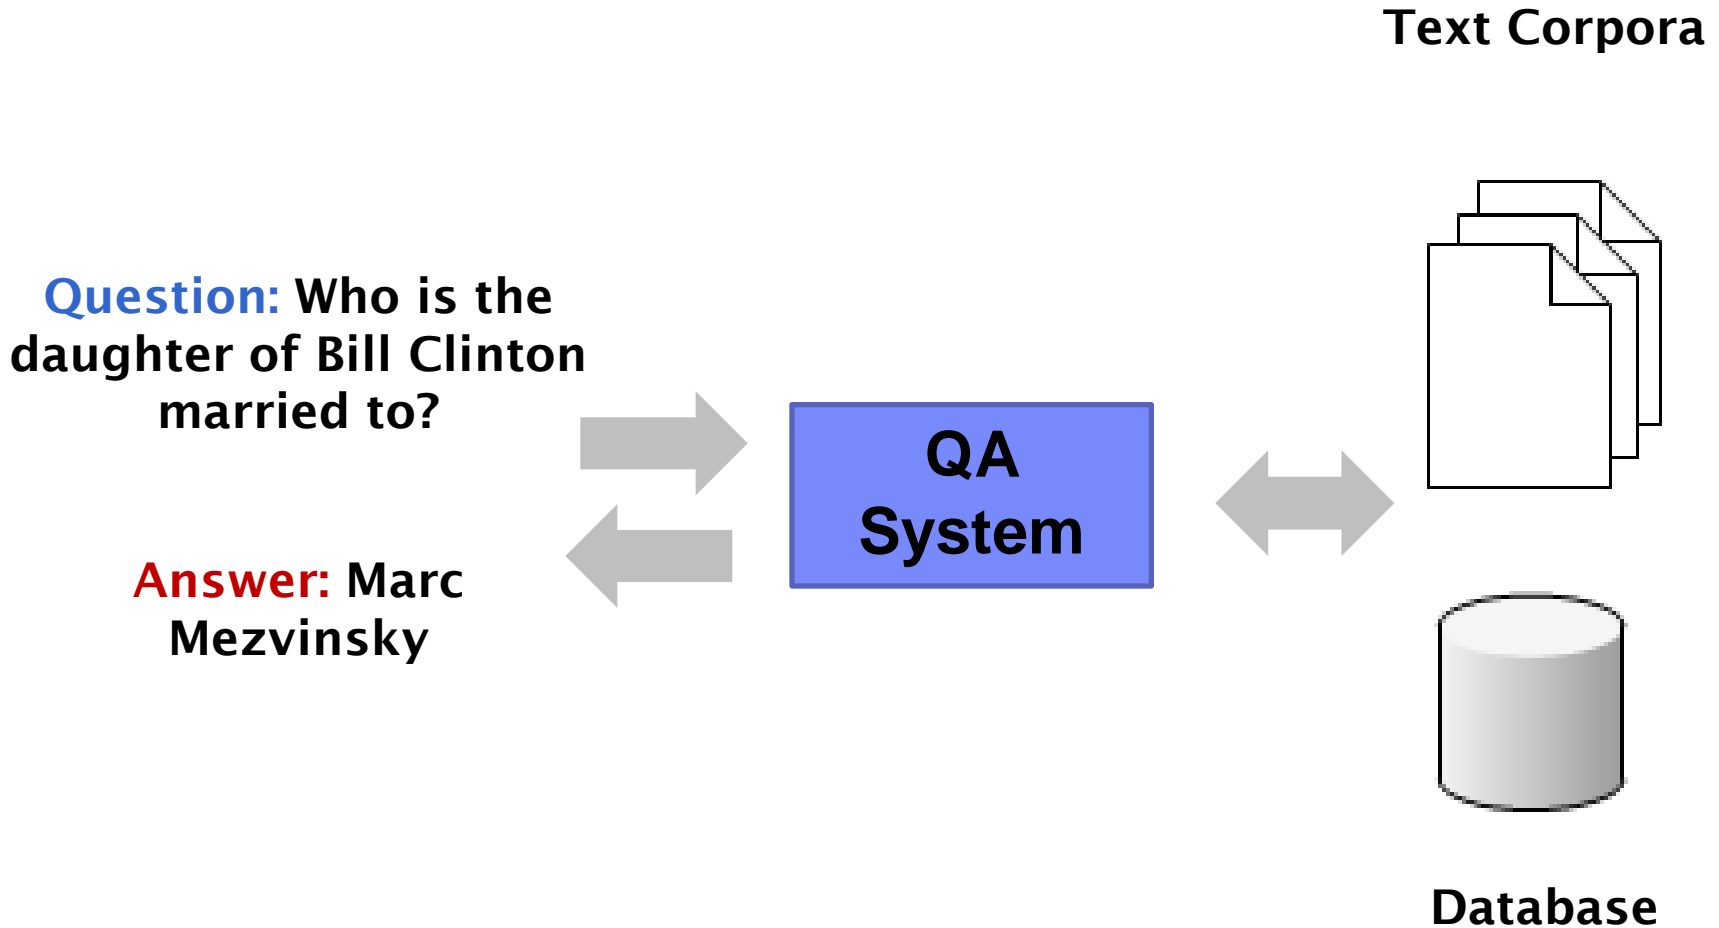 Text Corpora
Question: Who is the
daughter of Bill Clinton
married to?
QA
System
Answer: Marc
Mezvinsky
Database